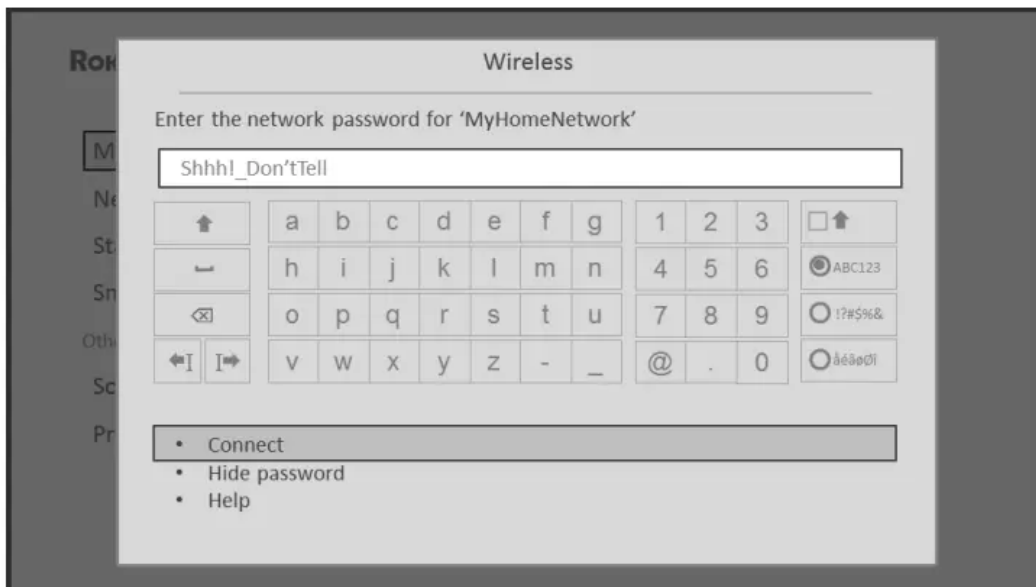 Wireless
Enter the network password for ‘MyHomeNetwork’
Shhh!_Don’tTell
a b c d e f g 1 2 3
h i j k l m n 4 5 6 ABC123
o p q r s t u 7 8 9 !?#$%&
v w x y z - _ @ . 0
• Connect
• Hide password
• Help